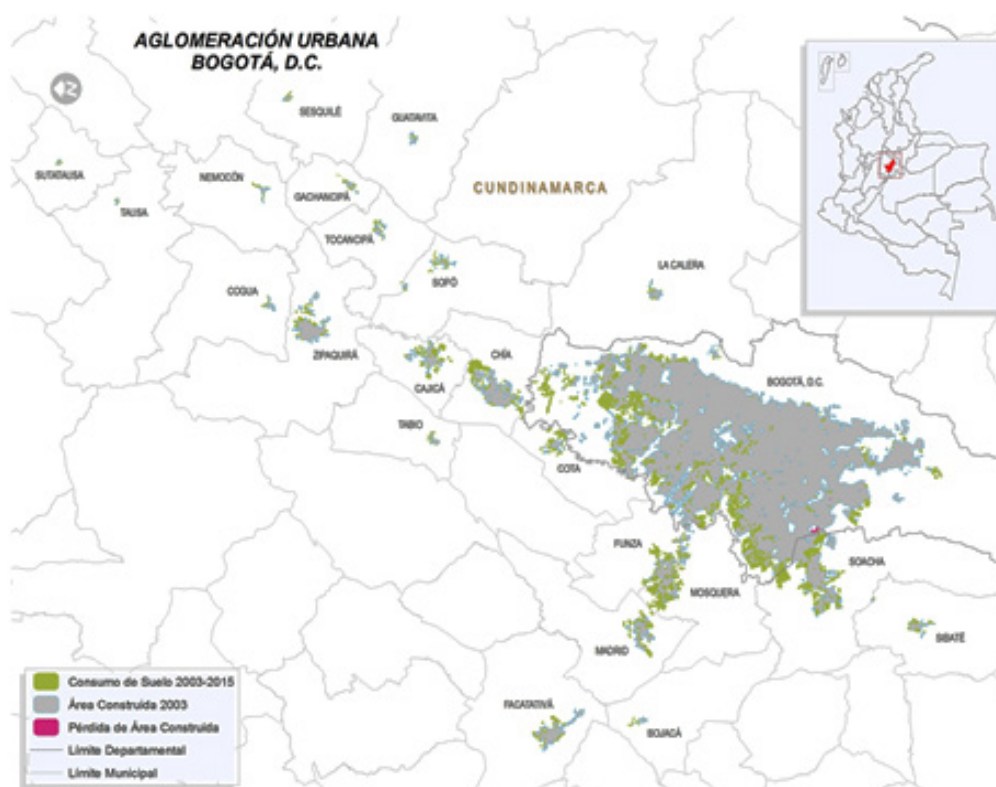 AGLOMERACIÓN URBANA
BOGOTÁ, D.C.
SESQUILÉ
GUATAVITA
SUTATAUSA
NEMOCÓN
CUNDINAMARCA
GACHANCIPÁ
TAUSA
TOCANCIPÁ
LA CALERA
SOPÓ
COGUA
ZIPAQUIRÁ
CHÍA
CAJICÁ
BOGOTÁ, D.C.
TABIO
COTA
FUNZA
SOACHA
MOSQUERA
SIBATÉ
MADRID
Consumo de Suelo 2003-2015
Área Construida 2003
FACATATIVÁ
Pérdida de Área Construida
BOJACÁ
Límite Departamental
Límite Municipal